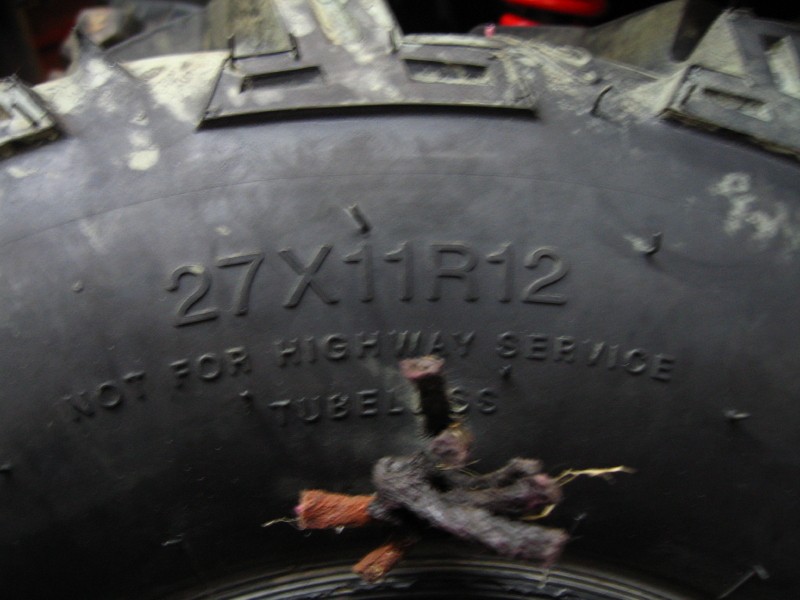 27X11R12
NOT FOR HIGHWAY SERVICE
TUBELESS